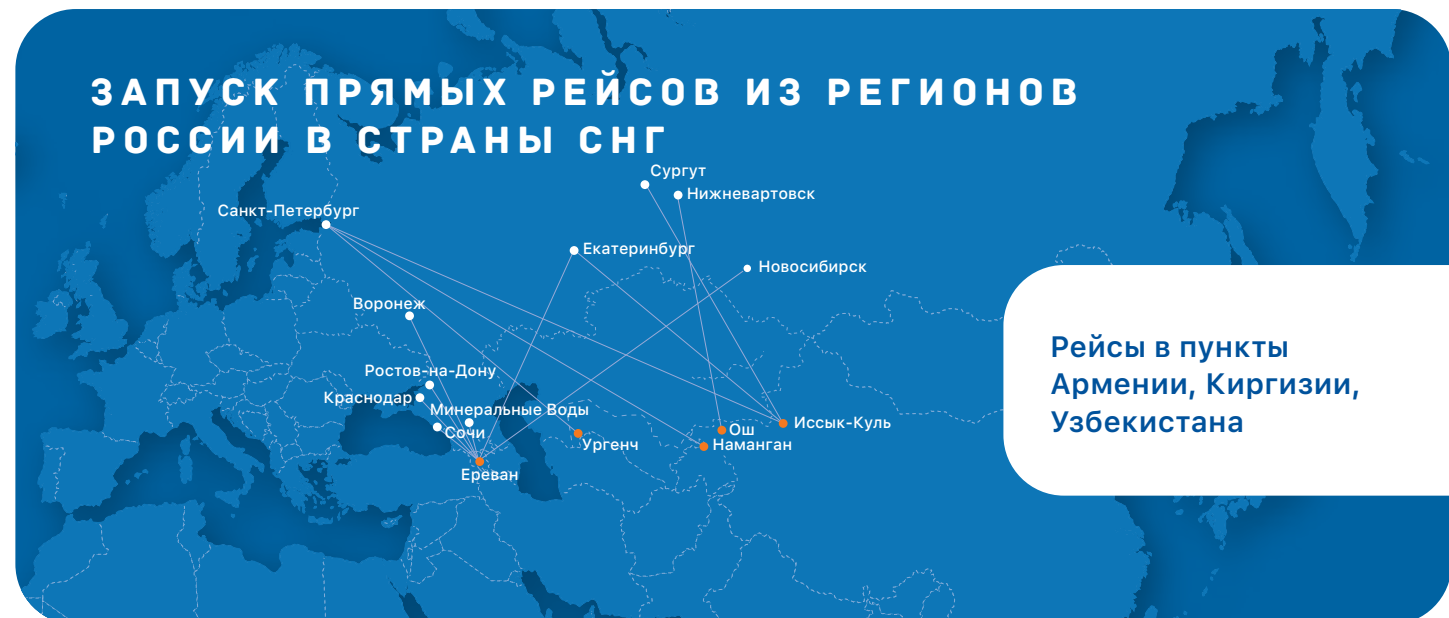 ЗАПУСК ПРЯМЫХ РЕЙСОВ ИЗ РЕГИОНОВ
РОССИИ В СТРАНЫ СНГ
Сургут
Нижневартовск
Санкт-Петербург
Екатеринбург
Новосибирск
Воронеж
Ростов-на-Дону
Краснодар
Минеральные Воды
Сочи
Ереван
Ургенч
Ош
Наманган
Иссык-Куль
Рейсы в пункты
Армении, Киргизии,
Узбекистана